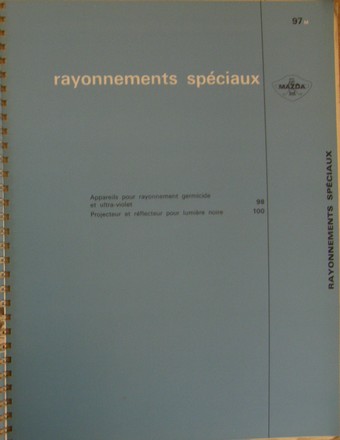 97
rayonnements spéciaux
MAZDA
Appareils pour rayonnement germicide
et ultra-violet 98
Projecteur et réflecteur pour lumière noire 100
RAYONNEMENTS SPÉCIAUX